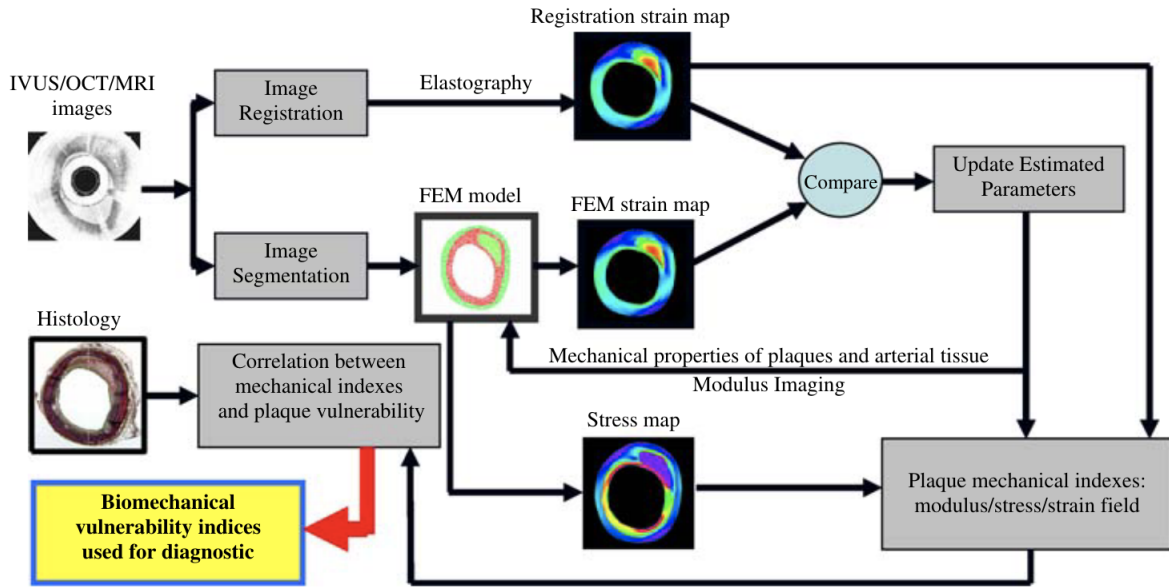 Registration strain map
IVUS/OCT/MRI
images
Image
Registration
Elastography
Compare
Update Estimated
Parameters
FEM model
FEM strain map
Image
Segmentation
Histology
Correlation between
mechanical indexes
and plaque vulnerability
Mechanical properties of plaques and arterial tissue
Modulus Imaging
Stress map
Plaque mechanical indexes:
modulus/stress/strain field
Biomechanical
vulnerability indices
used for diagnostic